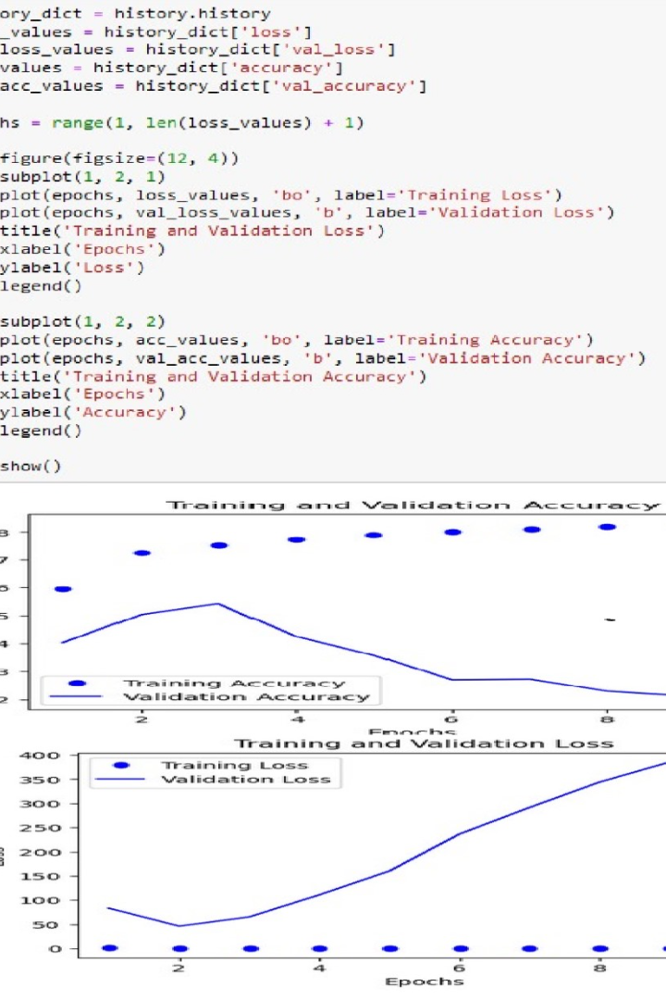 ory_dict = history.history
_values = history_dict['loss']
loss_values = history_dict['val_loss']
values = history_dict['accuracy']
acc_values = history_dict['val_accuracy']
hs = range(1, len(loss_values) + 1)
figure(figsize=(12, 4))
subplot(1, 2, 1)
plot(epochs, loss_values, 'bo', label='Training Loss')
plot(epochs, val_loss_values, 'b', label='Validation Loss')
title('Training and Validation Loss')
xlabel('Epochs')
ylabel('Loss')
legend()
subplot(1, 2, 2)
plot(epochs, acc_values, 'bo', label='Training Accuracy')
plot(epochs, val_acc_values, 'b', label='Validation Accuracy')
title('Training and Validation Accuracy')
xlabel('Epochs')
ylabel('Accuracy')
legend()
show()
Training and Validation Accuracy
8
7
6
5
4
3
2
Training Accuracy
Validation Accuracy
2 4 6 8
Epochs
Training and Validation Loss
400
350
300
250
200
150
100
50
0
Training Loss
Validation Loss
Loss
2 4 6 8
Epochs